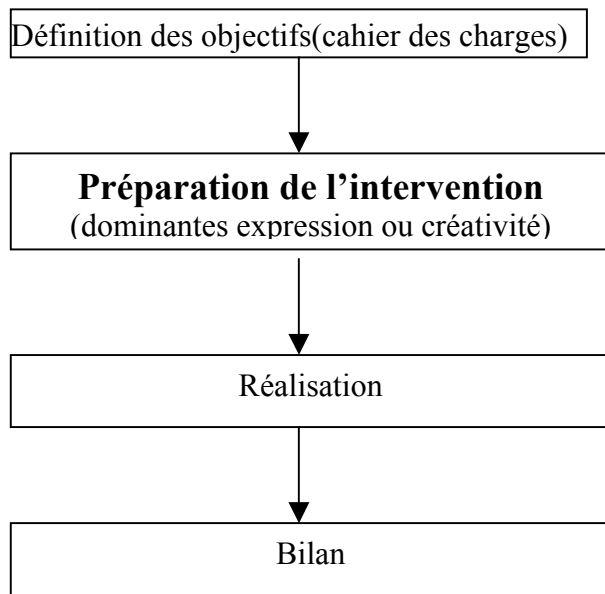 Définition des objectifs(cahier des charges)
Préparation de l’intervention
(dominantes expression ou créativité)
Réalisation
Bilan